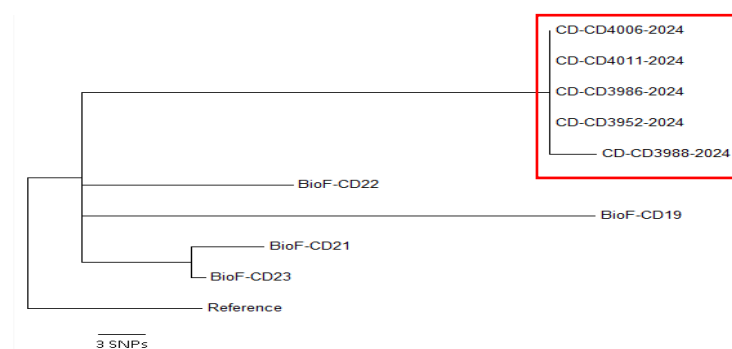 CD-CD4006-2024
CD-CD4011-2024
CD-CD3986-2024
CD-CD3952-2024
CD-CD3988-2024
BioF-CD22
BioF-CD19
BioF-CD21
BioF-CD23
Reference
3 SNPs